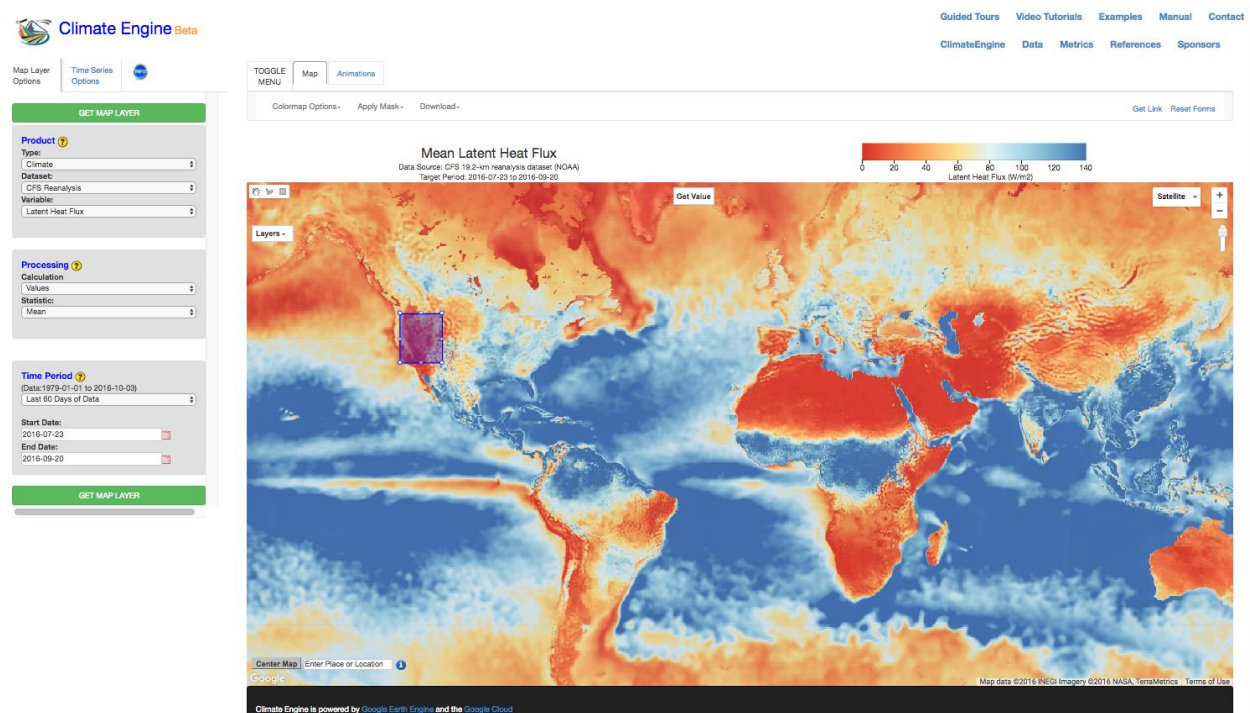 Climate Engine Beta
Guided Tours Video Tutorials Examples Manual Contact
ClimateEngine Data Metrics References Sponsors
Map Layer Options
Time Series Options
INFO
TOGGLE MENU
Map
Animations
GET MAP LAYER
Colormap Options Apply Mask Download
Get Link Reset Forms
Product ?
Type:
Climate
Dataset:
CFS Reanalysis
Variable:
Latent Heat Flux
Processing ?
Calculation
Values
Statistic:
Mean
Time Period ?
(Data:1979-01-01 to 2016-10-03)
Last 60 Days of Data
Start Date:
2016-07-23
End Date:
2016-09-20
GET MAP LAYER
Mean Latent Heat Flux
Data Source: CFS 19.2-km reanalysis dataset (NOAA)
Target Period: 2016-07-23 to 2016-09-20
0 20 40 60 80 100 120 140
Latent Heat Flux (W/m2)
Get Value
Satellite
+
−
Layers
Center Map Enter Place or Location
Google
Map data ©2016 INEGI Imagery ©2016 NASA, TerraMetrics Terms of Use
Climate Engine is powered by Google Earth Engine and the Google Cloud